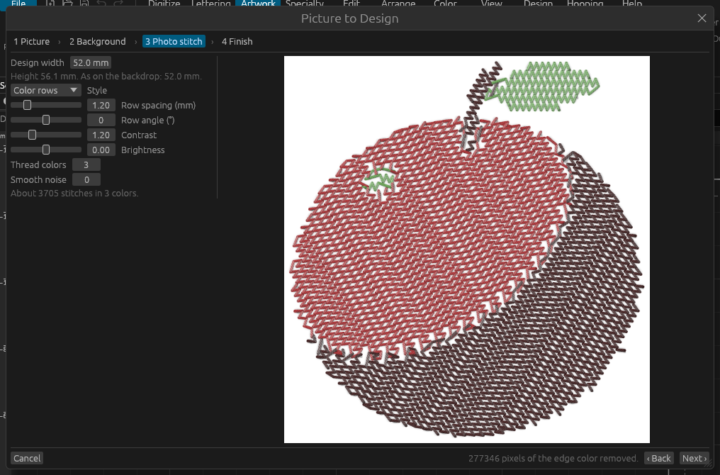 File Digitize Lettering Artwork Specialty Edit Arrange Color View Design Hooping Help
Picture to Design
1 Picture › 2 Background › 3 Photo stitch › 4 Finish
Design width 52.0 mm
Height 56.1 mm. As on the backdrop: 52.0 mm.
Color rows Style
1.20 Row spacing (mm)
0 Row angle (°)
1.20 Contrast
0.00 Brightness
Thread colors 3
Smooth noise 0
About 3705 stitches in 3 colors.
Cancel 277346 pixels of the edge color removed. ‹ Back Next ›